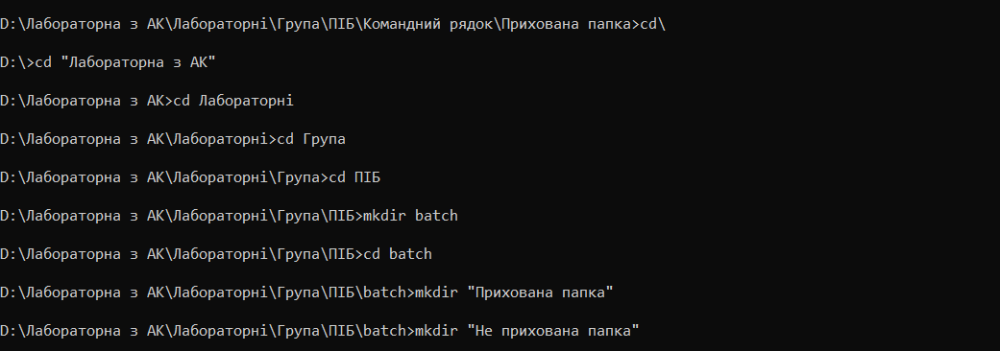 D:\Лабораторна з АК\Лабораторні\Група\ПІБ\Командний рядок\Прихована папка>cd\
D:\>cd "Лабораторна з АК"
D:\Лабораторна з АК>cd Лабораторні
D:\Лабораторна з АК\Лабораторні>cd Група
D:\Лабораторна з АК\Лабораторні\Група>cd ПІБ
D:\Лабораторна з АК\Лабораторні\Група\ПІБ>mkdir batch
D:\Лабораторна з АК\Лабораторні\Група\ПІБ>cd batch
D:\Лабораторна з АК\Лабораторні\Група\ПІБ\batch>mkdir "Прихована папка"
D:\Лабораторна з АК\Лабораторні\Група\ПІБ\batch>mkdir "Не прихована папка"